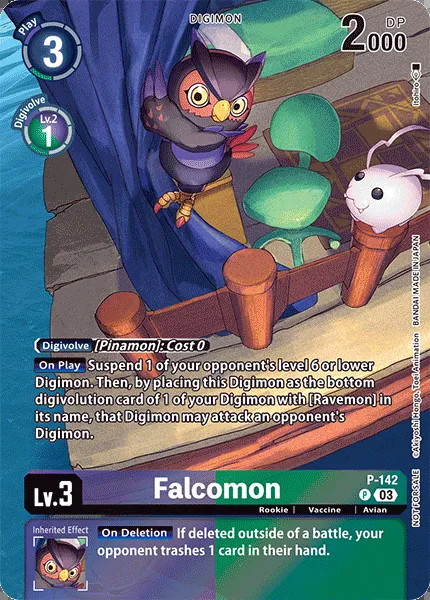 DIGIMON
Play
3
DP
2000
Digivolve
Lv.2
1
Digivolve [Pinamon]: Cost 0
On Play Suspend 1 of your opponent's level 6 or lower
Digimon. Then, by placing this Digimon as the bottom
digivolution card of 1 of your Digimon with [Ravemon] in
its name, that Digimon may attack an opponent's
Digimon.
©Akiyoshi Hongo, Toei Animation BANDAI MADE IN JAPAN
NOT FOR SALE
Lv.3
Falcomon
P-142
P 03
Rookie | Vaccine | Avian
Inherited Effect
On Deletion If deleted outside of a battle, your
opponent trashes 1 card in their hand.